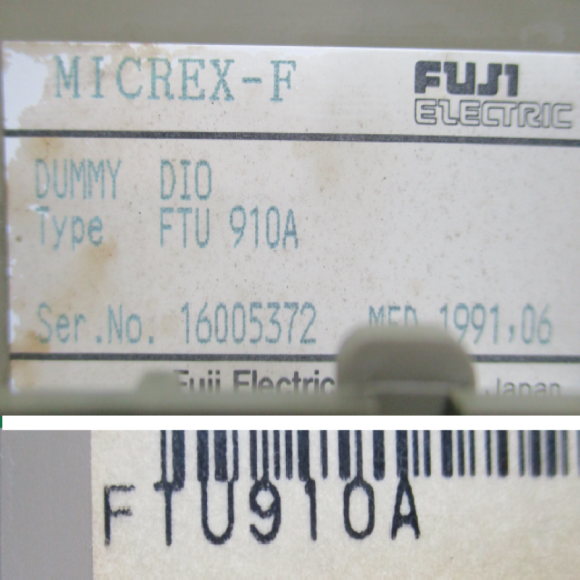 MICREX-F
FUJI
ELECTRIC
DUMMY DIO
Type FTU 910A
Ser.No. 16005372 MFD 1991,06
Fuji Electric Japan
FTU910A